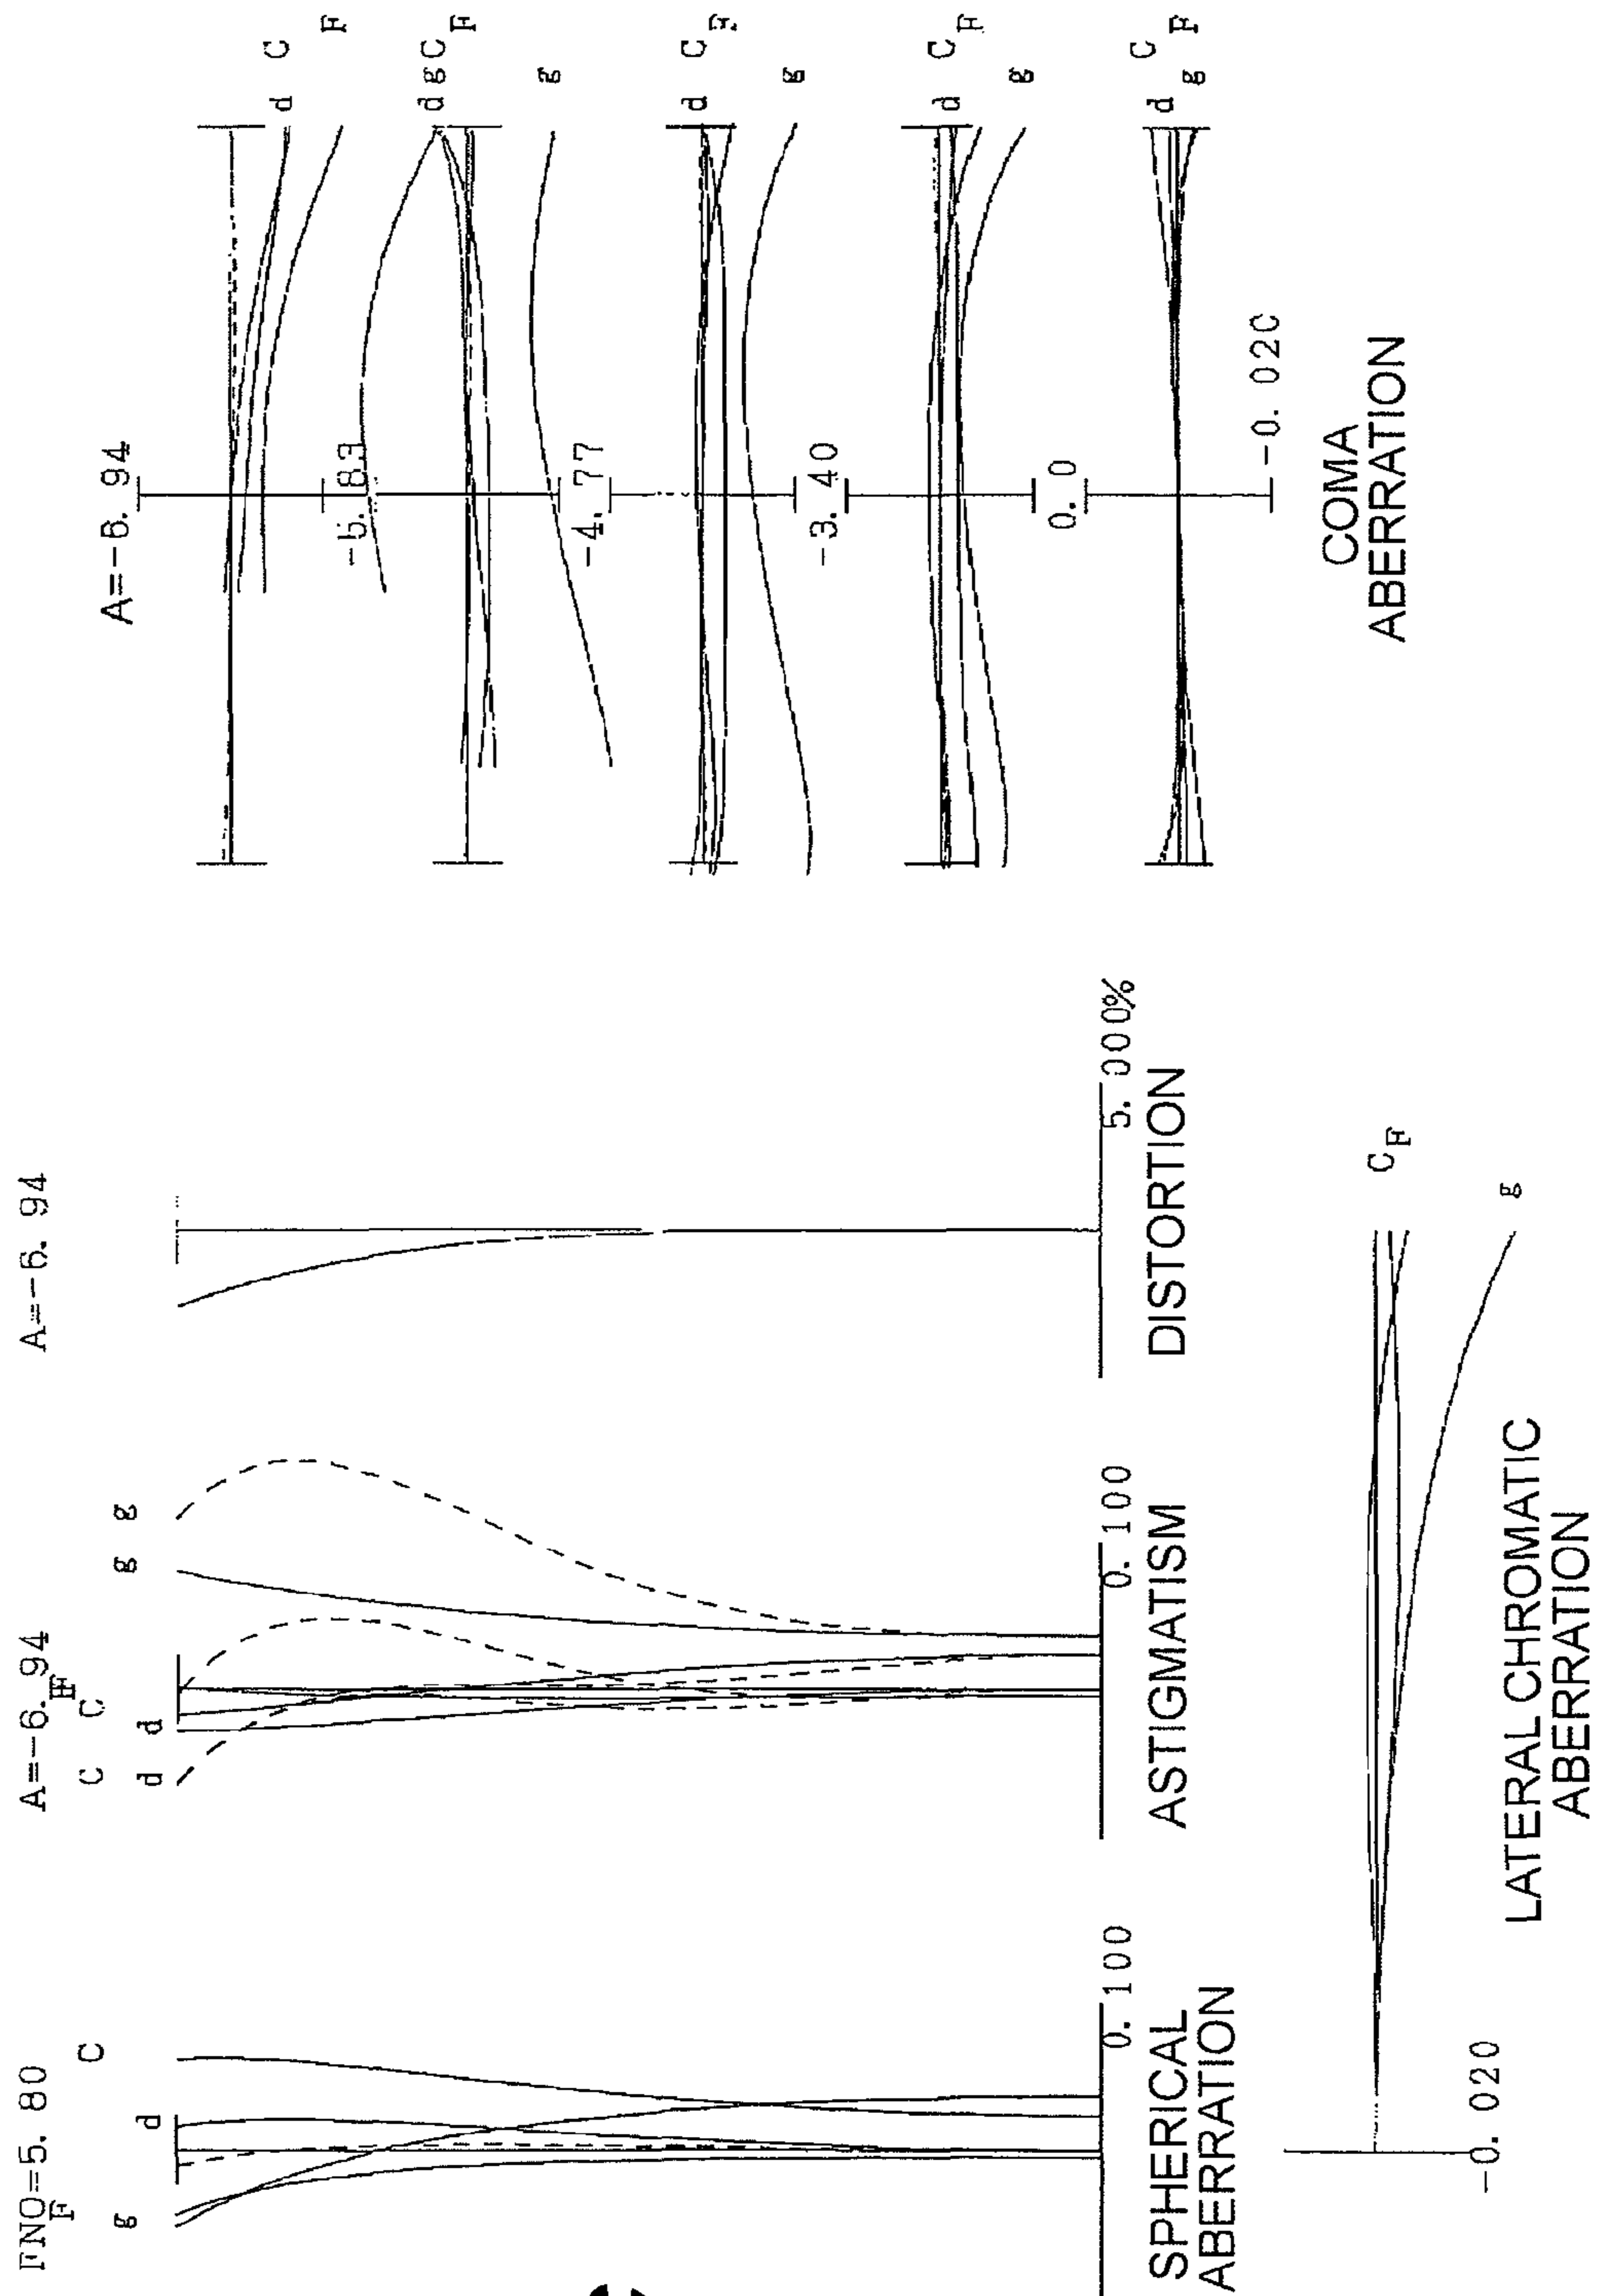 FNO=5. 80
F
C
g
d
0. 100
SPHERICAL
ABERRATION
A=-6. 94
F
C C
g g
d d
0. 100
ASTIGMATISM
A=-6. 94
5. 000%
DISTORTION
A=-6. 94
C
d
F
-5. 83
d g C
F
g
-4. 77
C
d F
g
-3. 40
C
d F
g
0. 0
C
d
g F
-0. 020
COMA
ABERRATION
C F
g
-0. 020
LATERAL CHROMATIC
ABERRATION